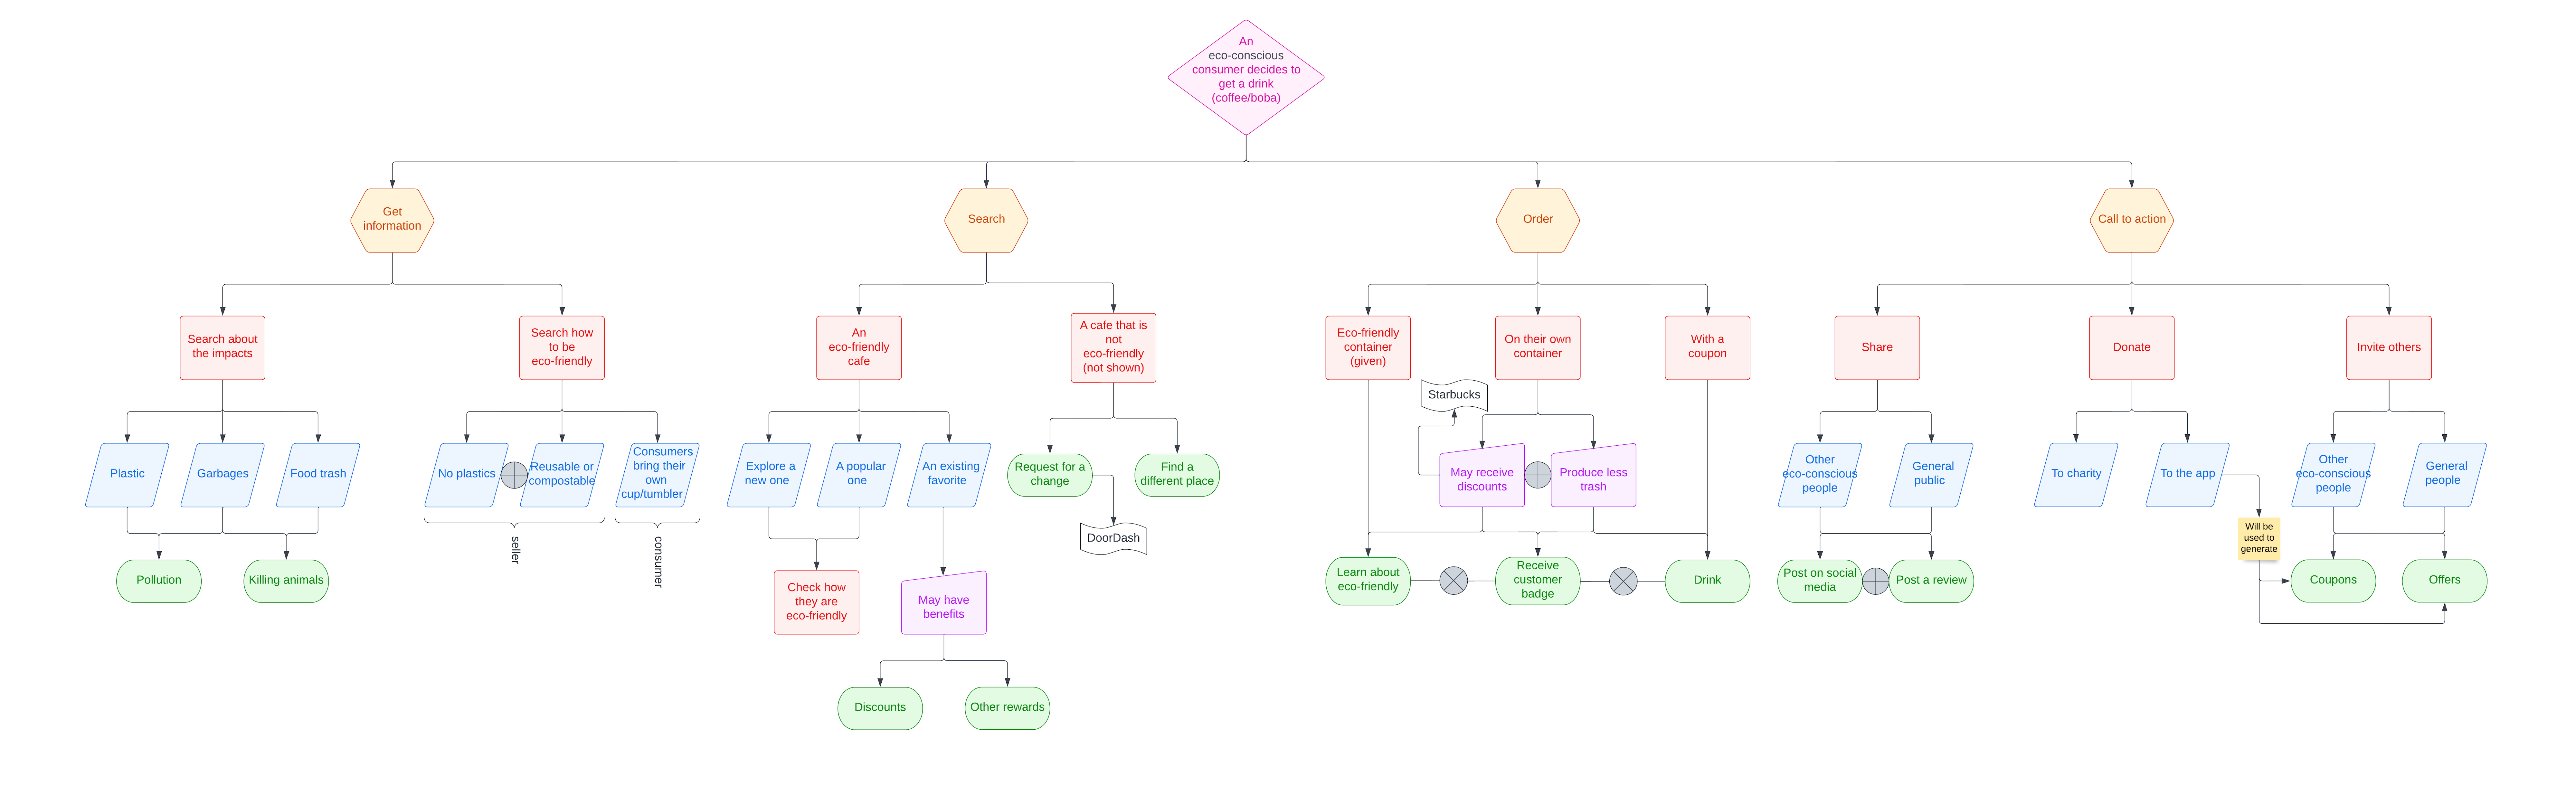 An
eco-conscious
consumer decides to
get a drink
(coffee/boba)
Get
information
Search
Order
Call to action
Search about
the impacts
Search how
to be
eco-friendly
An
eco-friendly
cafe
A cafe that is
not
eco-friendly
(not shown)
Eco-friendly
container
(given)
On their own
container
With a
coupon
Share
Donate
Invite others
Starbucks
Plastic
Garbages
Food trash
No plastics
Reusable or
compostable
Consumers
bring their
own
cup/tumbler
Explore a
new one
A popular
one
An existing
favorite
Request for a
change
Find a
different place
May receive
discounts
Produce less
trash
Other
eco-conscious
people
General
public
To charity
To the app
Other
eco-conscious
people
General
people
seller
consumer
DoorDash
Will be
used to
generate
Pollution
Killing animals
Check how
they are
eco-friendly
May have
benefits
Learn about
eco-friendly
Receive
customer
badge
Drink
Post on social
media
Post a review
Coupons
Offers
Discounts
Other rewards